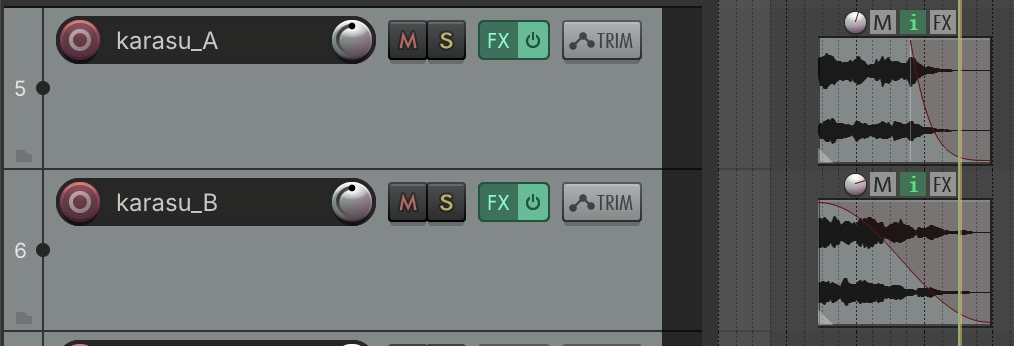 karasu_A M S FX TRIM
M i FX
5
karasu_B M S FX TRIM
M i FX
6